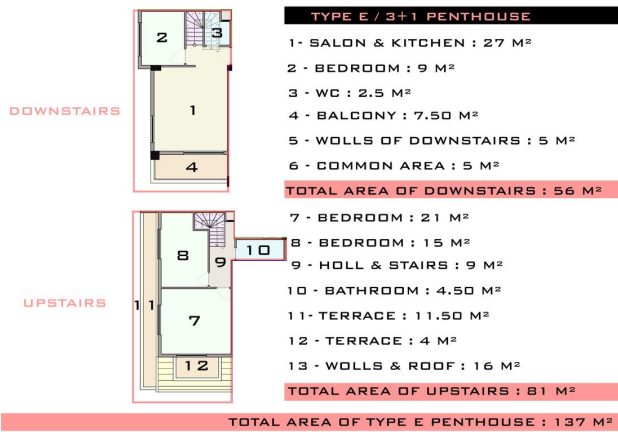 TYPE E / 3+1 PENTHOUSE
1- SALON & KITCHEN : 27 M²
2 - BEDROOM : 9 M²
3 - WC : 2.5 M²
4 - BALCONY : 7.50 M²
5 - WOLLS OF DOWNSTAIRS : 5 M²
6 - COMMON AREA : 5 M²
TOTAL AREA OF DOWNSTAIRS : 56 M²
DOWNSTAIRS
2
3
1
4
7 - BEDROOM : 21 M²
8 - BEDROOM : 15 M²
9 - HOLL & STAIRS : 9 M²
10 - BATHROOM : 4.50 M²
11- TERRACE : 11.50 M²
12 - TERRACE : 4 M²
13 - WOLLS & ROOF : 16 M²
TOTAL AREA OF UPSTAIRS : 81 M²
UPSTAIRS
8
9
10
11
7
12
TOTAL AREA OF TYPE E PENTHOUSE : 137 M²